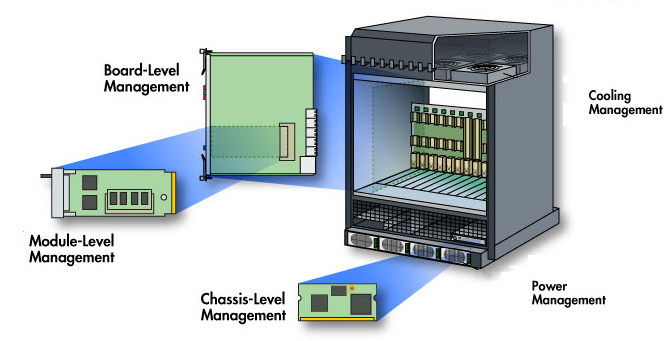 Board-Level
Management
Cooling
Management
Module-Level
Management
Chassis-Level
Management
Power
Management